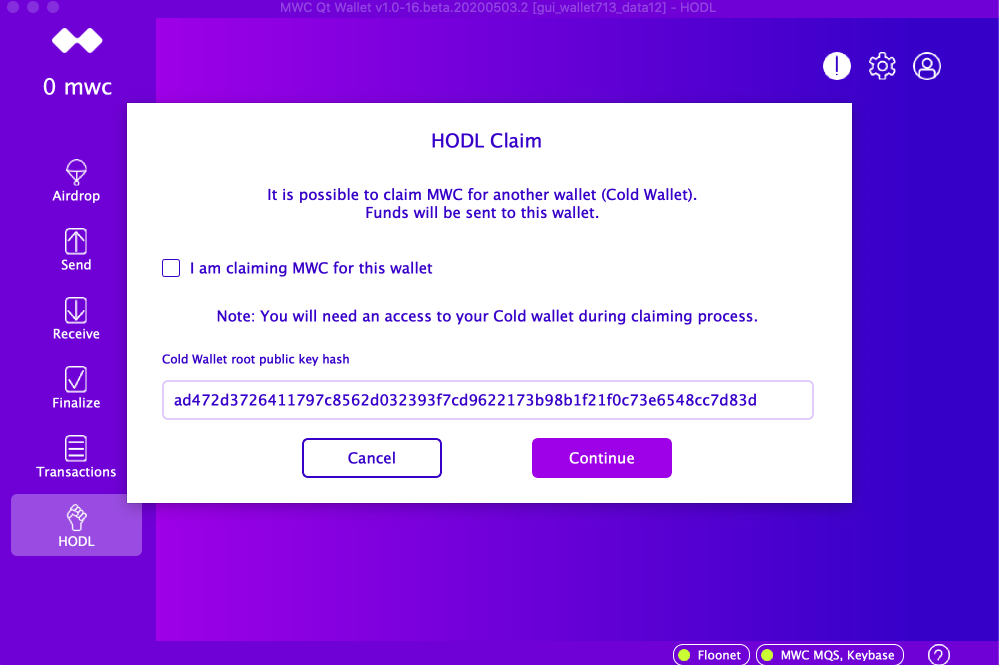 MWC Qt Wallet v1.0-16.beta.20200503.2 [gui_wallet713_data12] - HODL
0 mwc
Airdrop
Send
Receive
Finalize
Transactions
HODL
HODL Claim
It is possible to claim MWC for another wallet (Cold Wallet).
Funds will be sent to this wallet.
I am claiming MWC for this wallet
Note: You will need an access to your Cold wallet during claiming process.
Cold Wallet root public key hash
ad472d3726411797c8562d032393f7cd9622173b98b1f21f0c73e6548cc7d83d
Cancel
Continue
Floonet
MWC MQS, Keybase